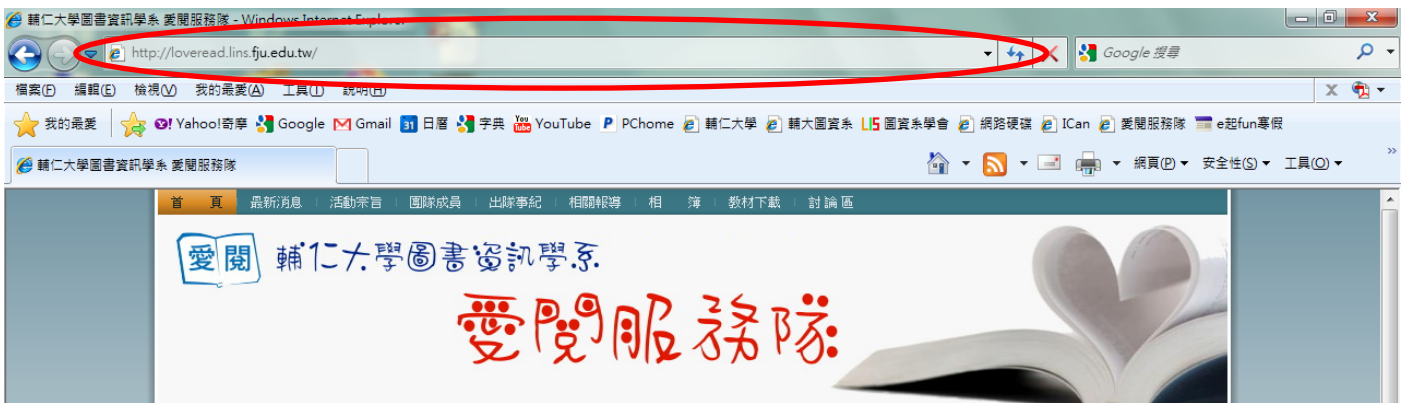 輔仁大學圖書資訊學系 愛閱服務隊 - Windows Internet Explorer
http://loveread.lins.fju.edu.tw/
Google 搜尋
檔案(F) 編輯(E) 檢視(V) 我的最愛(A) 工具(T) 說明(H)
我的最愛 Yahoo!奇摩 Google Gmail 31 日曆 字典 You Tube YouTube P PChome 輔仁大學 輔大圖資系 LIS 圖資系學會 網路硬碟 ICan 愛閱服務隊 e起fun寒假
輔仁大學圖書資訊學系 愛閱服務隊
網頁(P) 安全性(S) 工具(O)
首 頁 最新消息 活動宗旨 團隊成員 出隊事紀 相關報導 相 簿 教材下載 討論區
愛閱 輔仁大學圖書資訊學系
愛閱服務隊